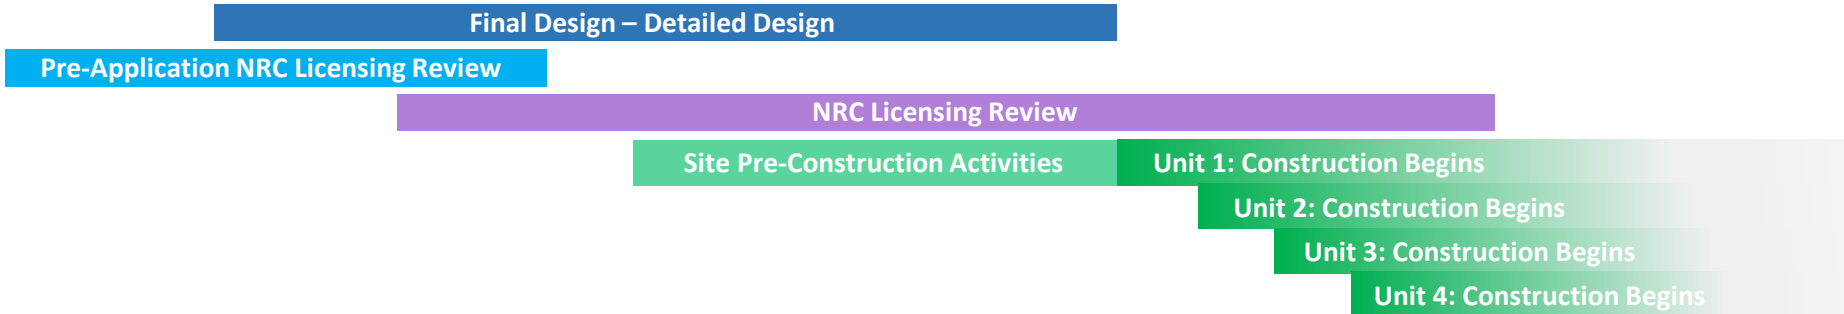 Final Design – Detailed Design
Pre-Application NRC Licensing Review
NRC Licensing Review
Site Pre-Construction Activities
Unit 1: Construction Begins
Unit 2: Construction Begins
Unit 3: Construction Begins
Unit 4: Construction Begins